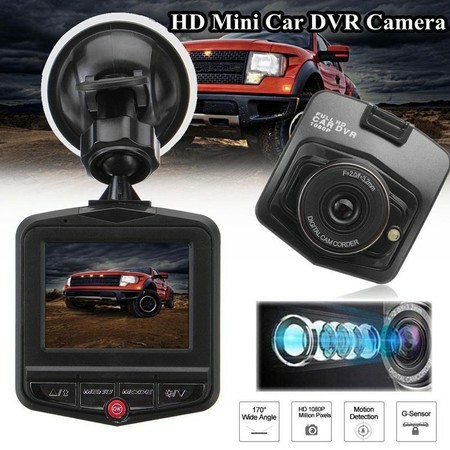 HD Mini Car DVR Camera
FULL HD
CAR DVR
1080P
F=2.0F=3.2mm
DIGITAL CAM CORDER
OK
170°
Wide Angle
HD 1080P
Million Pixels
Motion
Detection
G-Sensor